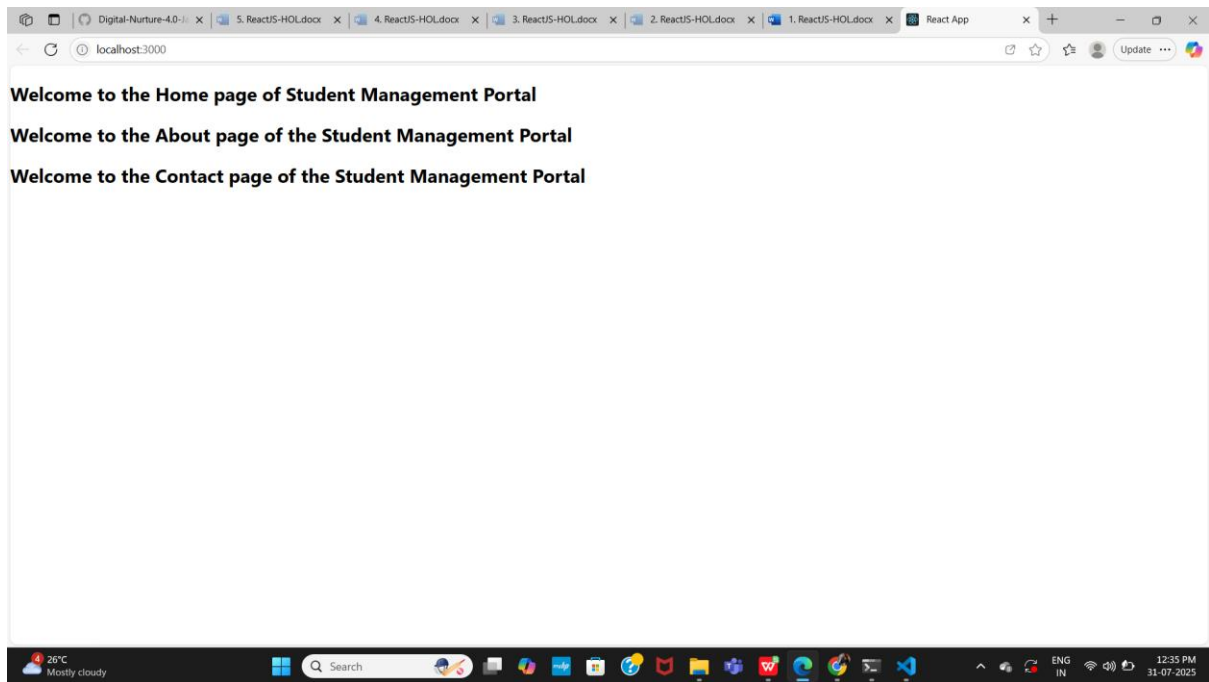 Digital-Nurture-4.0-Ja
5. ReactJS-HOL.docx
4. ReactJS-HOL.docx
3. ReactJS-HOL.docx
2. ReactJS-HOL.docx
1. ReactJS-HOL.docx
React App
localhost:3000
Update
Welcome to the Home page of Student Management Portal
Welcome to the About page of the Student Management Portal
Welcome to the Contact page of the Student Management Portal
4
26°C
Mostly cloudy
Search
ENG
IN
12:35 PM
31-07-2025